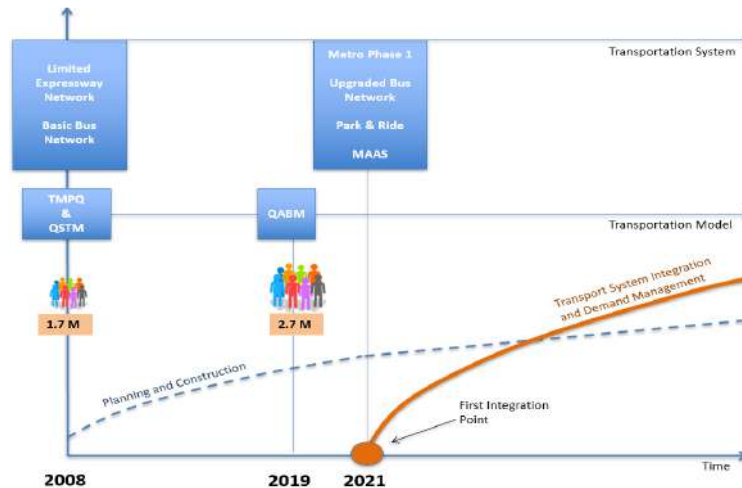 Transportation System
Limited
Expressway
Network
Basic Bus
Network
Metro Phase 1
Upgraded Bus
Network
Park & Ride
MAAS
TMPQ
&
QSTM
QABM
Transportation Model
1.7 M
2.7 M
Transport System Integration
and Demand Management
Planning and Construction
First Integration
Point
Time
2008
2019
2021